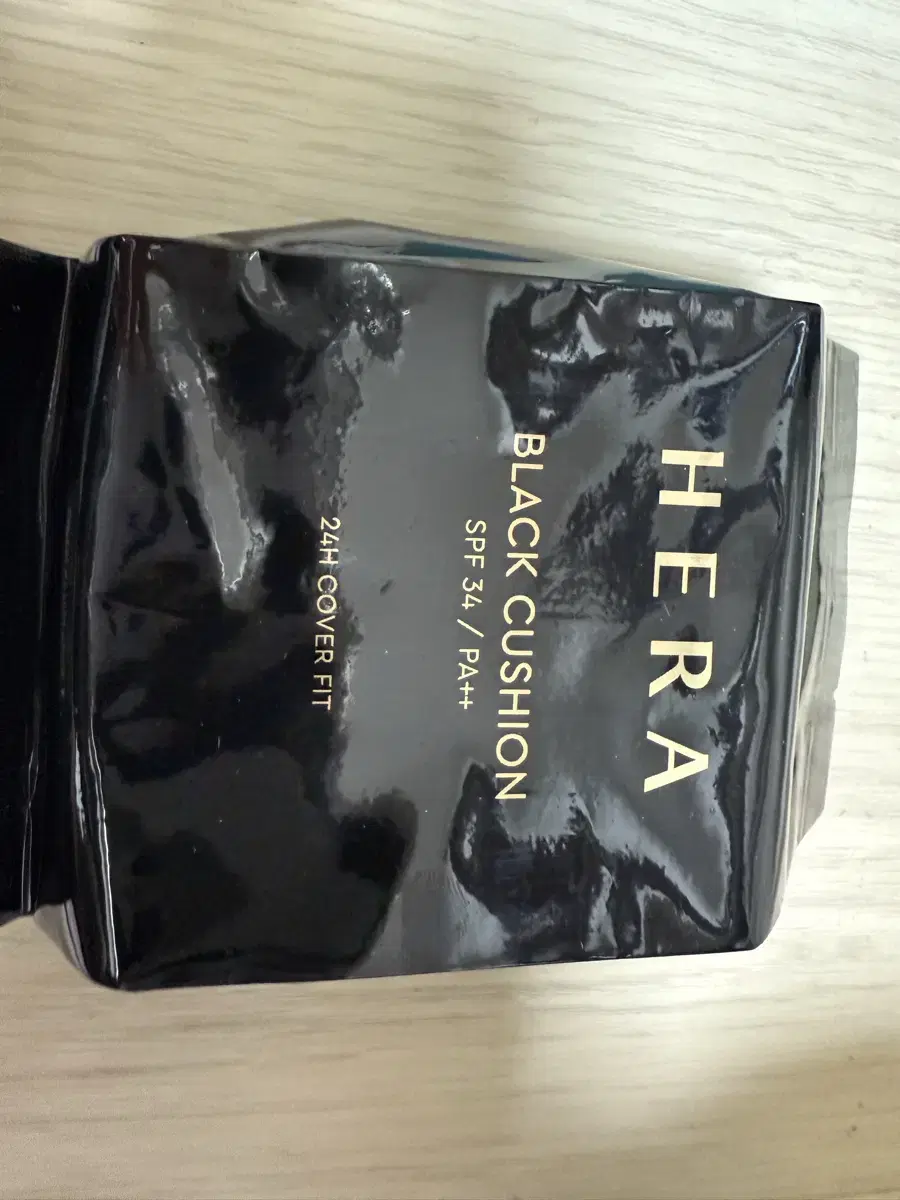 HERA
BLACK CUSHION
SPF 34 / PA++
24H COVER FIT